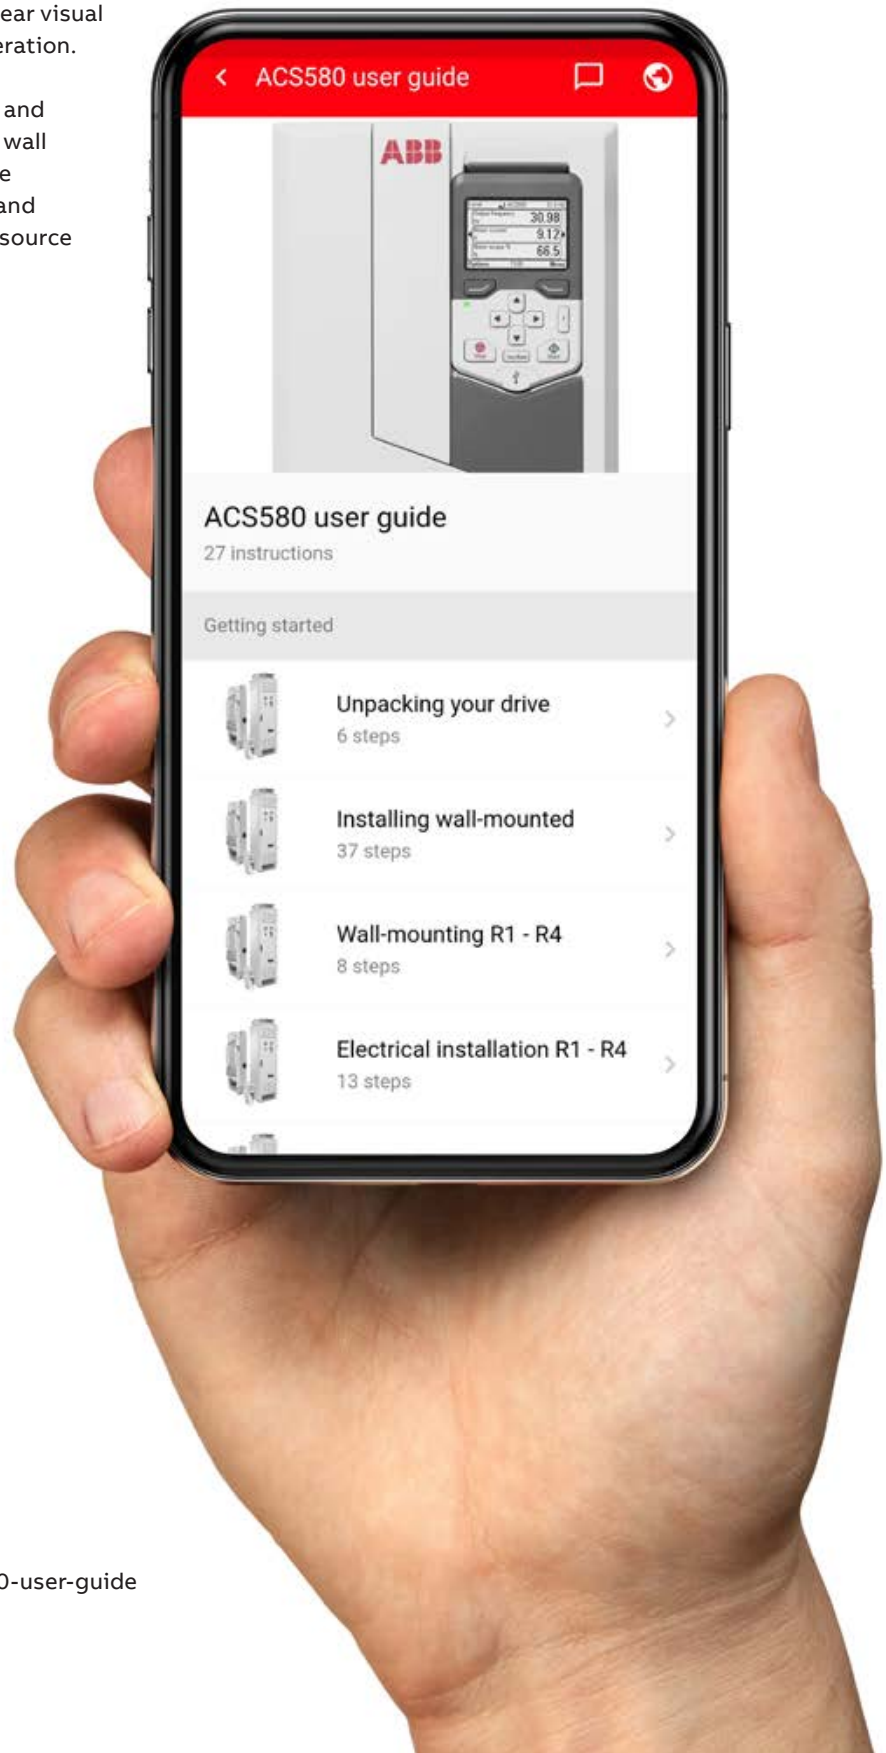 ear visual
eration.
and
wall
e
and
source
ACS580 user guide
ABB
30.98
9.12
66.5
ACS580 user guide
27 instructions
Getting started
Unpacking your drive
6 steps
Installing wall-mounted
37 steps
Wall-mounting R1 - R4
8 steps
Electrical installation R1 - R4
13 steps
0-user-guide